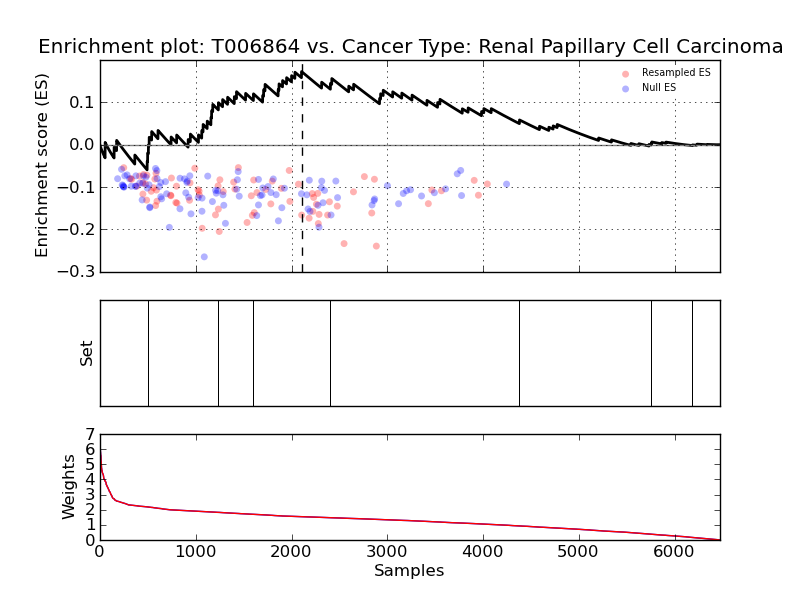 Enrichment plot: T006864 vs. Cancer Type: Renal Papillary Cell Carcinoma
Enrichment score (ES)
0.1
0.0
−0.1
−0.2
−0.3
Resampled ES
Null ES
Set
Weights
7
6
5
4
3
2
1
0
0 1000 2000 3000 4000 5000 6000
Samples